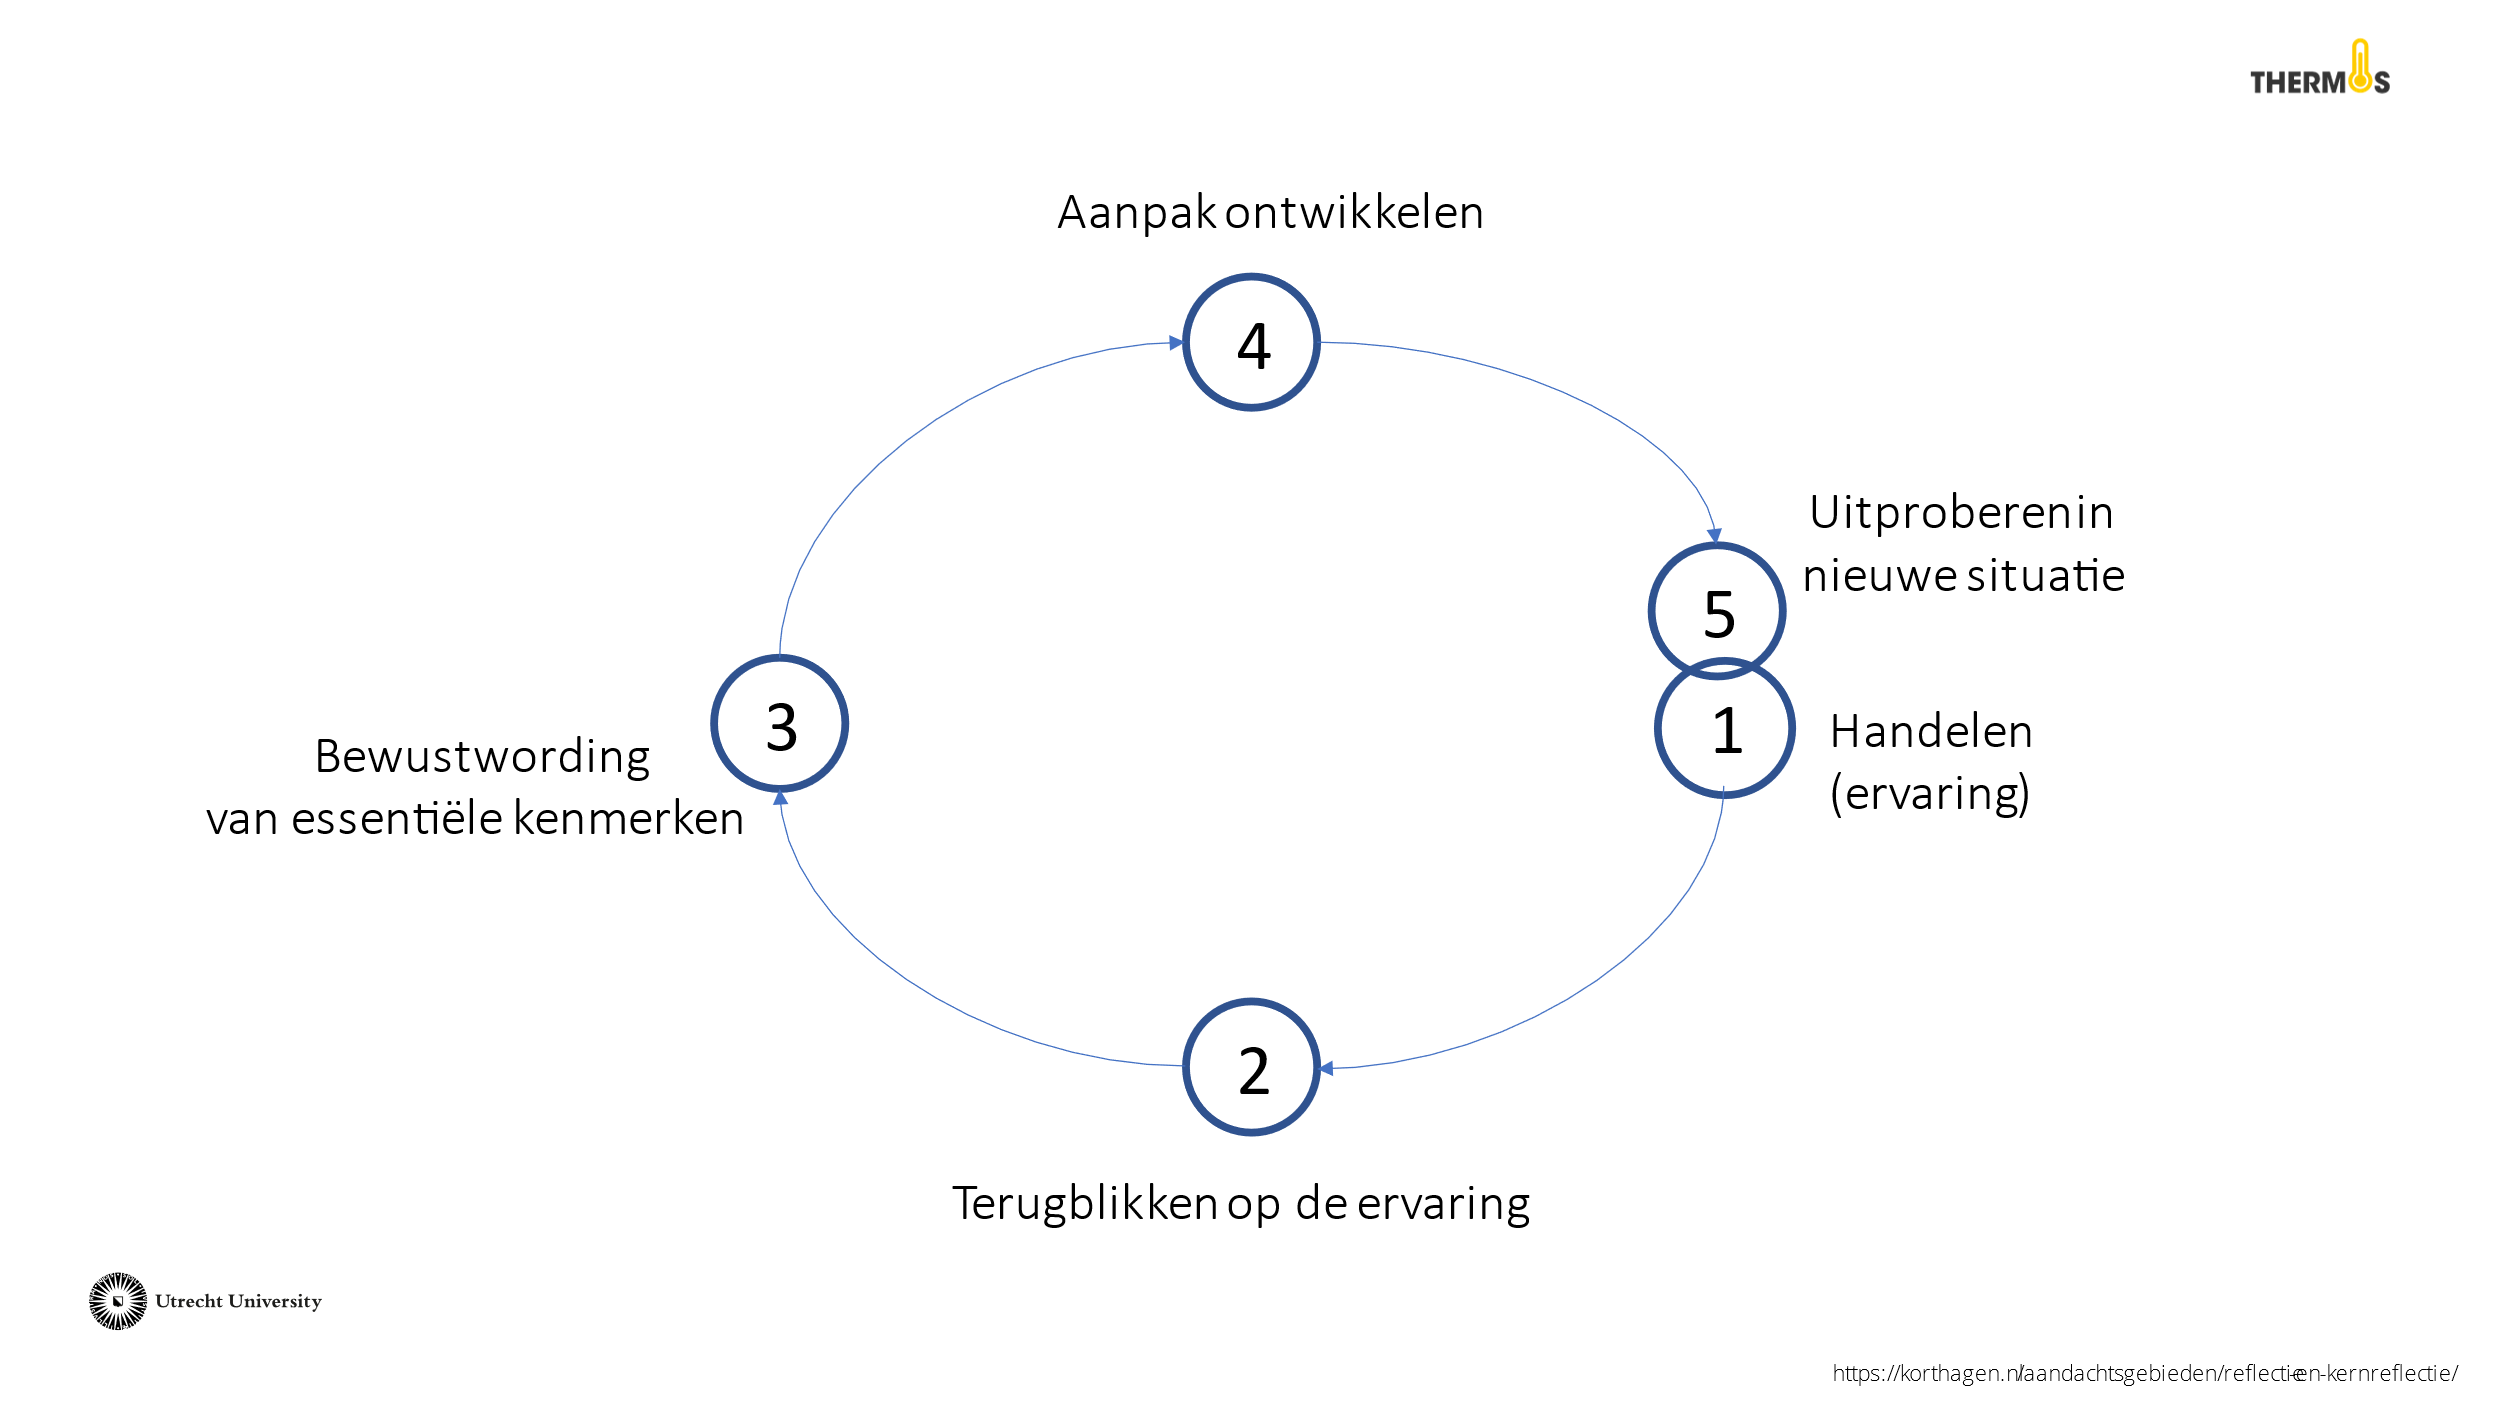 THERMOS
Aanpak ontwikkelen
4
Uitproberen in
nieuwe situatie
5
3
1
Handelen
(ervaring)
Bewustwording
van essentiële kenmerken
2
Terugblikken op de ervaring
Utrecht University
https://korthagen.nl/aandachtsgebieden/reflectie-en-kernreflectie/